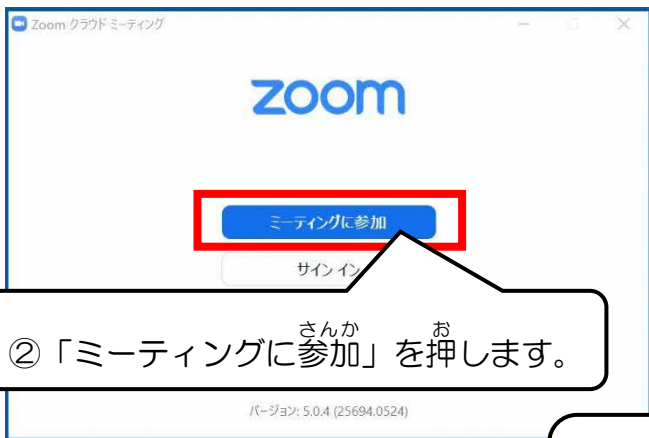 Zoom クラウド ミーティング
zoom
ミーティングに参加
サイン イン
さんか お
②「ミーティングに参加」を押します。
バージョン: 5.0.4 (25694.0524)